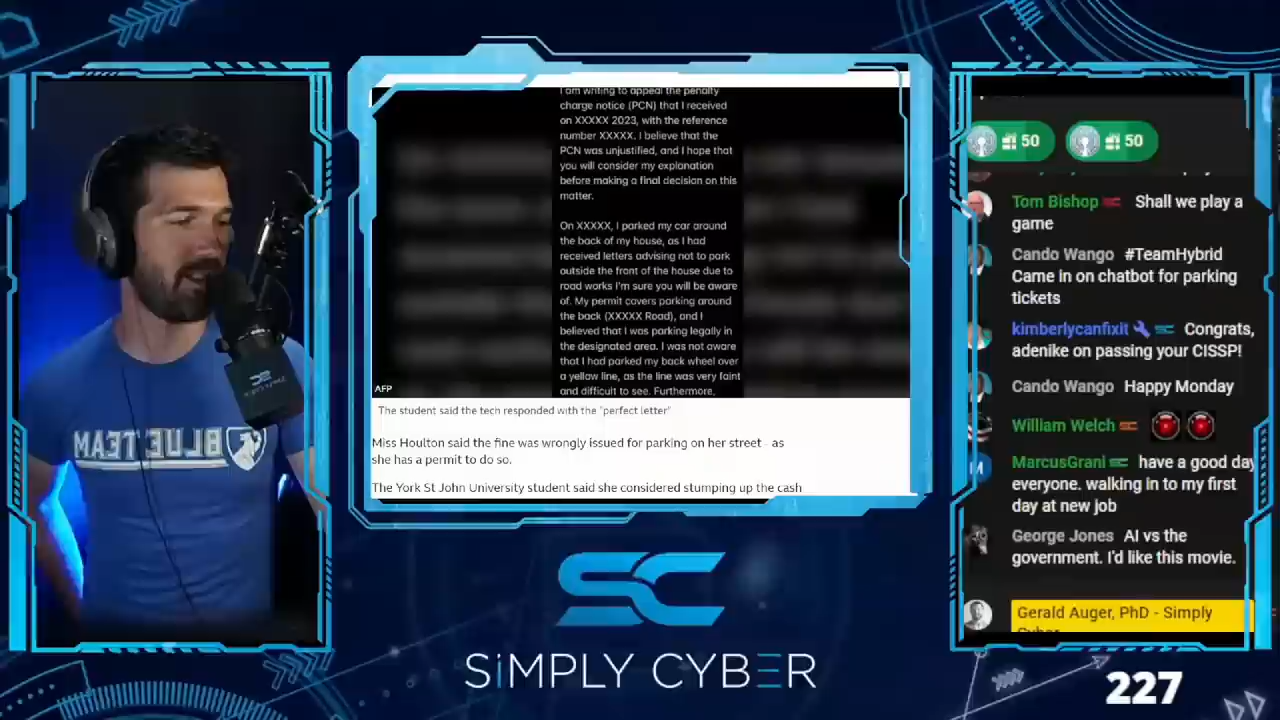 BLUE TEAM
I am writing to appeal the penalty
charge notice (PCN) that I received
on XXXXX 2023, with the reference
number XXXXX. I believe that the
PCN was unjustified, and I hope that
you will consider my explanation
before making a final decision on this
matter.
On XXXXX, I parked my car around
the back of my house, as I had
received letters advising not to park
outside the front of the house due to
road works I'm sure you will be aware
of. My permit covers parking around
the back (XXXXX Road), and I
believed that I was parking legally in
the designated area. I was not aware
that I had parked my back wheel over
a yellow line, as the line was very faint
and difficult to see. Furthermore,
AFP
The student said the tech responded with the "perfect letter"
Miss Houlton said the fine was wrongly issued for parking on her street - as
she has a permit to do so.
The York St John University student said she considered stumping up the cash
SC
SiMPLY CYBER
50
50
Tom Bishop Shall we play a
game
Cando Wango #TeamHybrid
Came in on chatbot for parking
tickets
kimberlycanfixit Congrats,
adenike on passing your CISSP!
Cando Wango Happy Monday
William Welch
M
MarcusGrani have a good day
everyone. walking in to my first
day at new job
George Jones AI vs the
government. I'd like this movie.
Gerald Auger, PhD - Simply
Cyber
227